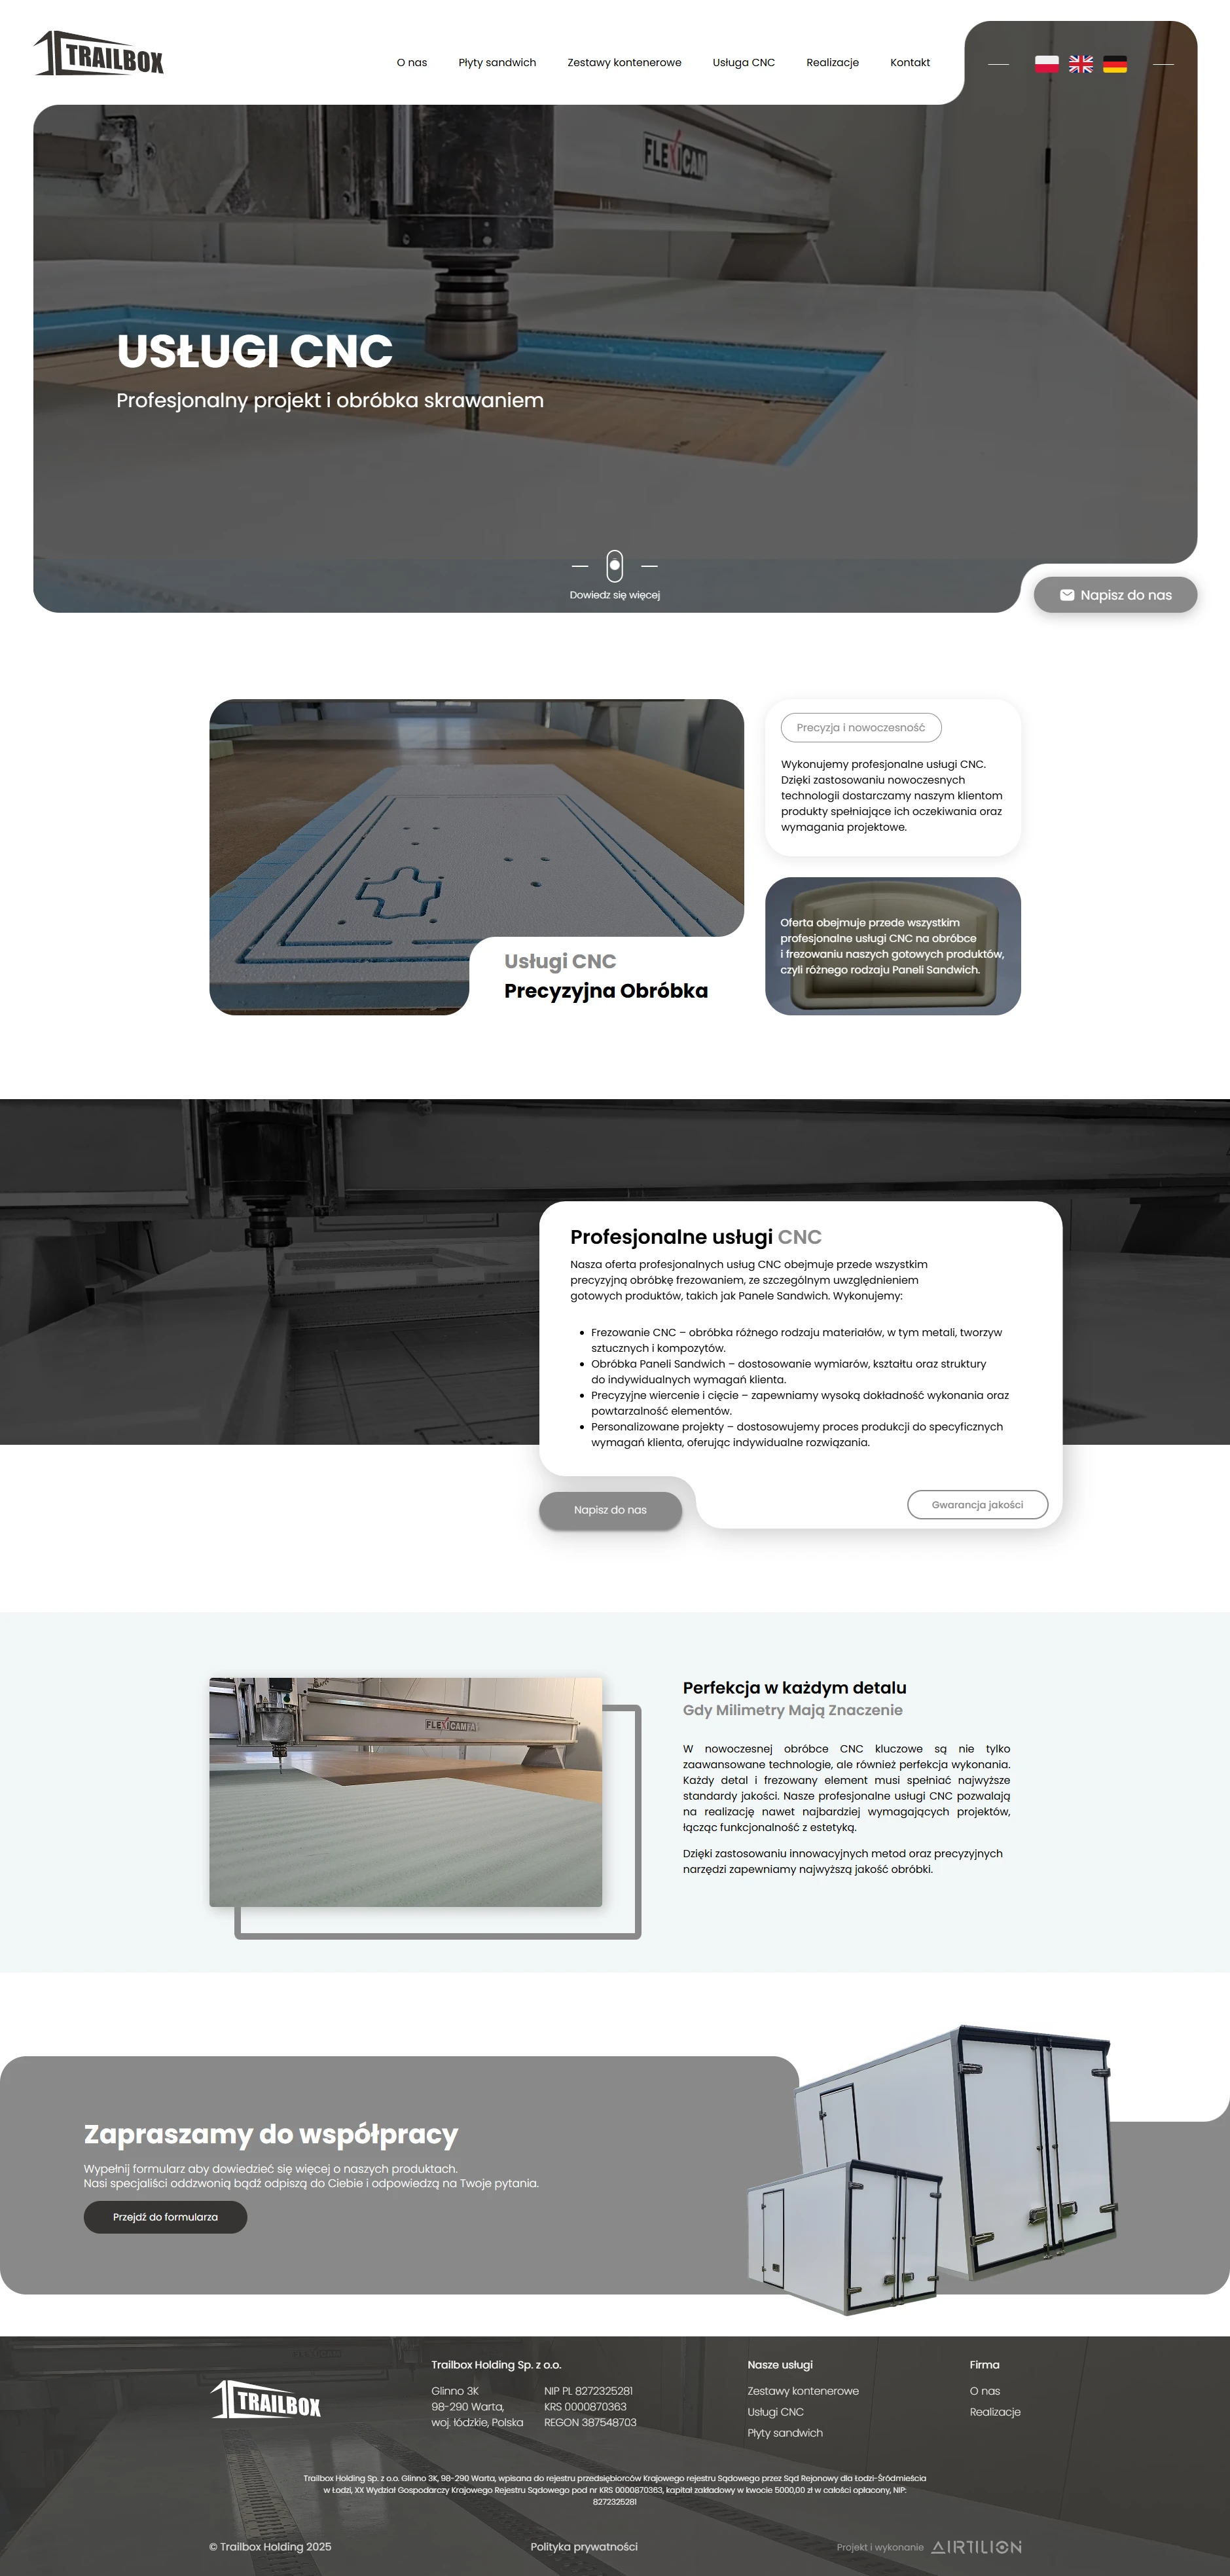 TRAILBOX
O nas
Płyty sandwich
Zestawy kontenerowe
Usługa CNC
Realizacje
Kontakt
FLEXICAM
USŁUGI CNC
Profesjonalny projekt i obróbka skrawaniem
Dowiedz się więcej
Napisz do nas
Precyzja i nowoczesność
Wykonujemy profesjonalne usługi CNC.
Dzięki zastosowaniu nowoczesnych
technologii dostarczamy naszym klientom
produkty spełniające ich oczekiwania oraz
wymagania projektowe.
Oferta obejmuje przede wszystkim
profesjonalne usługi CNC na obróbce
i frezowaniu naszych gotowych produktów,
czyli różnego rodzaju Paneli Sandwich.
Usługi CNC
Precyzyjna Obróbka
Profesjonalne usługi CNC
Nasza oferta profesjonalnych usług CNC obejmuje przede wszystkim
precyzyjną obróbkę frezowaniem, ze szczególnym uwzględnieniem
gotowych produktów, takich jak Panele Sandwich. Wykonujemy:
• Frezowanie CNC – obróbka różnego rodzaju materiałów, w tym metali, tworzyw
sztucznych i kompozytów.
• Obróbka Paneli Sandwich – dostosowanie wymiarów, kształtu oraz struktury
do indywidualnych wymagań klienta.
• Precyzyjne wiercenie i cięcie – zapewniamy wysoką dokładność wykonania oraz
powtarzalność elementów.
• Personalizowane projekty – dostosowujemy proces produkcji do specyficznych
wymagań klienta, oferując indywidualne rozwiązania.
Napisz do nas
Gwarancja jakości
FLEXICAM
Perfekcja w każdym detalu
Gdy Milimetry Mają Znaczenie
W nowoczesnej obróbce CNC kluczowe są nie tylko
zaawansowane technologie, ale również perfekcja wykonania.
Każdy detal i frezowany element musi spełniać najwyższe
standardy jakości. Nasze profesjonalne usługi CNC pozwalają
na realizację nawet najbardziej wymagających projektów,
łącząc funkcjonalność z estetyką.
Dzięki zastosowaniu innowacyjnych metod oraz precyzyjnych
narzędzi zapewniamy najwyższą jakość obróbki.
Zapraszamy do współpracy
Wypełnij formularz aby dowiedzieć się więcej o naszych produktach.
Nasi specjaliści oddzwonią bądź odpiszą do Ciebie i odpowiedzą na Twoje pytania.
Przejdź do formularza
TRAILBOX
Trailbox Holding Sp. z o.o.
Glinno 3K
98-290 Warta,
woj. łódzkie, Polska
NIP PL 8272325281
KRS 0000870363
REGON 387548703
Nasze usługi
Zestawy kontenerowe
Usługi CNC
Płyty sandwich
Firma
O nas
Realizacje
Trailbox Holding Sp. z o.o. Glinno 3K, 98-290 Warta, wpisana do rejestru przedsiębiorców Krajowego rejestru Sądowego przez Sąd Rejonowy dla Łodzi-Śródmieścia
w Łodzi, XX Wydział Gospodarczy Krajowego Rejestru Sądowego pod nr KRS 0000870363, kapitał zakładowy w kwocie 5000,00 zł w całości opłacony, NIP:
8272325281
© Trailbox Holding 2025
Polityka prywatności
Projekt i wykonanie
AIRTILION